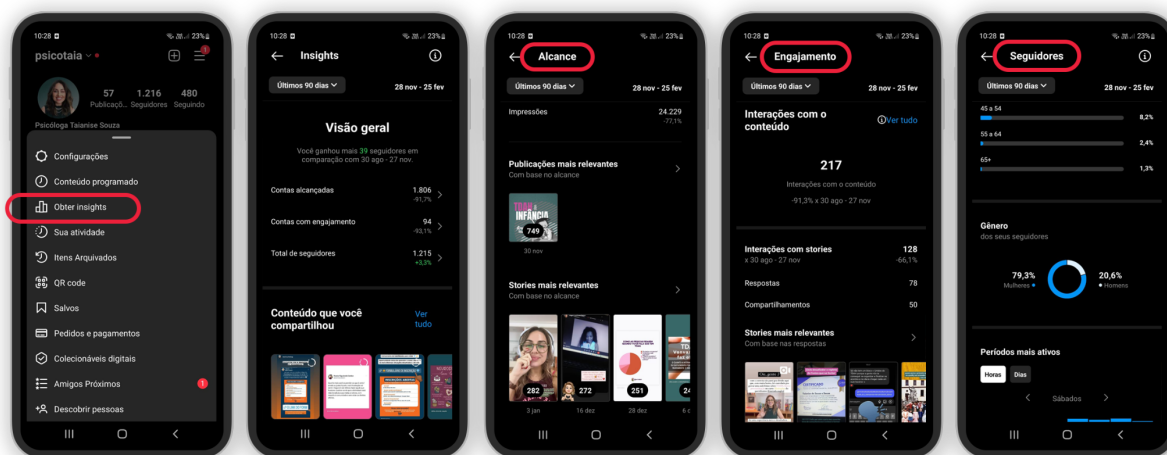 10:28
23%
psicotaia
57
1.216
480
Publicaçõ...
Seguidores
Seguindo
Psicóloga Taianise Souza
Configurações
Conteúdo programado
Obter insights
Sua atividade
Itens Arquivados
QR code
Salvos
Pedidos e pagamentos
Colecionáveis digitais
Amigos Próximos
Descobrir pessoas
10:28
23%
Insights
Últimos 90 dias
28 nov - 25 fev
Visão geral
Você ganhou mais 39 seguidores em
comparação com 30 ago - 27 nov.
Contas alcançadas
1.806
-91,7%
Contas com engajamento
94
-93,1%
Total de seguidores
1.215
+3,3%
Conteúdo que você
compartilhou
Ver
tudo
10:28
23%
Alcance
Últimos 90 dias
28 nov - 25 fev
Impressões
24.229
-77,1%
Publicações mais relevantes
Com base no alcance
INFÂNCIA
749
30 nov
Stories mais relevantes
Com base no alcance
282
272
251
24
3 jan
16 dez
28 dez
6 d
10:28
23%
Engajamento
Últimos 90 dias
28 nov - 25 fev
Interações com o
conteúdo
Ver tudo
217
Interações com o conteúdo
-91,3% x 30 ago - 27 nov
Interações com stories
128
x 30 ago - 27 nov
-66,1%
Respostas
78
Compartilhamentos
50
Stories mais relevantes
Com base nas respostas
10:28
23%
Seguidores
Últimos 90 dias
28 nov - 25 fev
45 a 54
8,2%
55 a 64
2,4%
65+
1,3%
Gênero
dos seus seguidores
79,3%
Mulheres
20,6%
Homens
Períodos mais ativos
Horas
Dias
Sábados